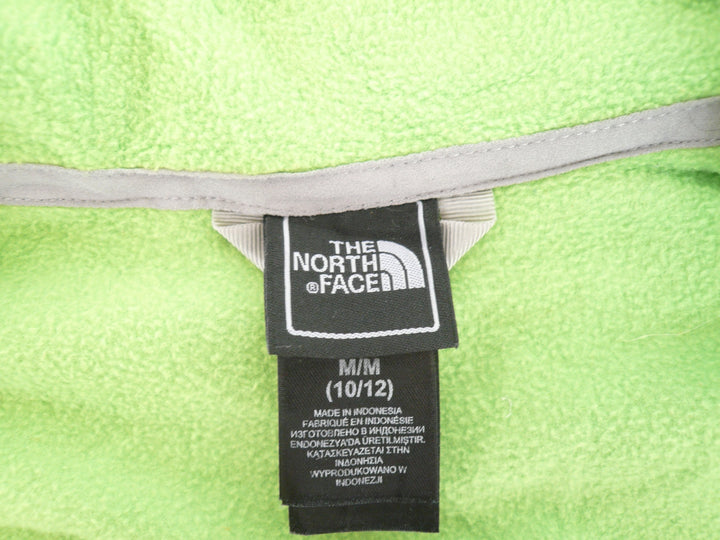 THE
NORTH
®FACE
M/M
(10/12)
MADE IN INDONESIA
FABRIQUÉ EN INDONÉSIE
ИЗГОТОВЛЕНО В ИНДОНЕЗИИ
ENDONEZYA'DA ÜRETILMIŞTIR.
ΚΑΤΑΣΚΕΥΑΖΕΤΑΙ ΣΤΗΝ
ΙΝΔΟΝΗΣΙΑ
WYPRODUKOWANO W
INDONEZJI